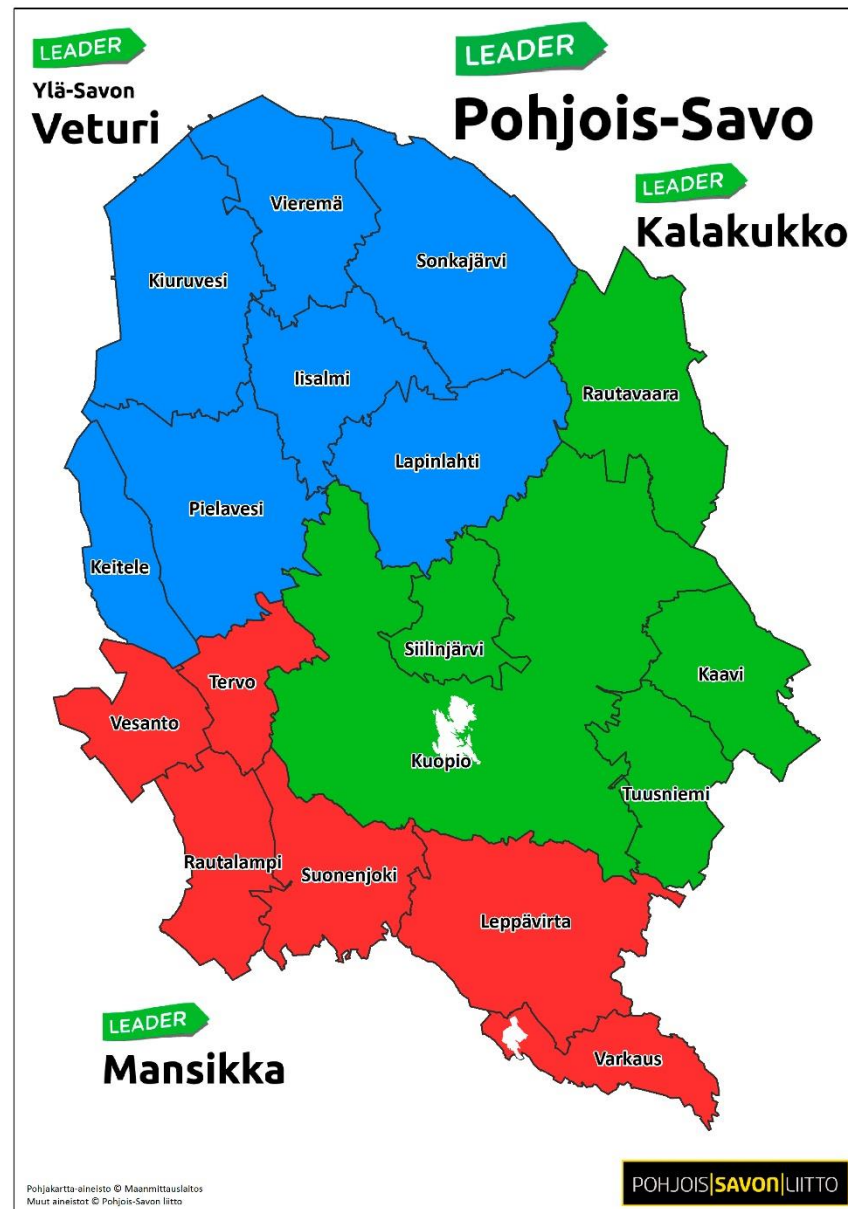 LEADER
Ylä-Savon
Veturi
LEADER
Pohjois-Savo
LEADER
Kalakukko
Vieremä
Sonkajärvi
Kiuruvesi
Iisalmi
Rautavaara
Lapinlahti
Pielavesi
Keitele
Siilinjärvi
Kaavi
Tervo
Vesanto
Kuopio
Tuusniemi
Rautalampi
Suonenjoki
Leppävirta
LEADER
Mansikka
Varkaus
Pohjakartta-aineisto © Maanmittauslaitos
Muut aineistot © Pohjois-Savon liitto
POHJOIS|SAVON|LIITTO